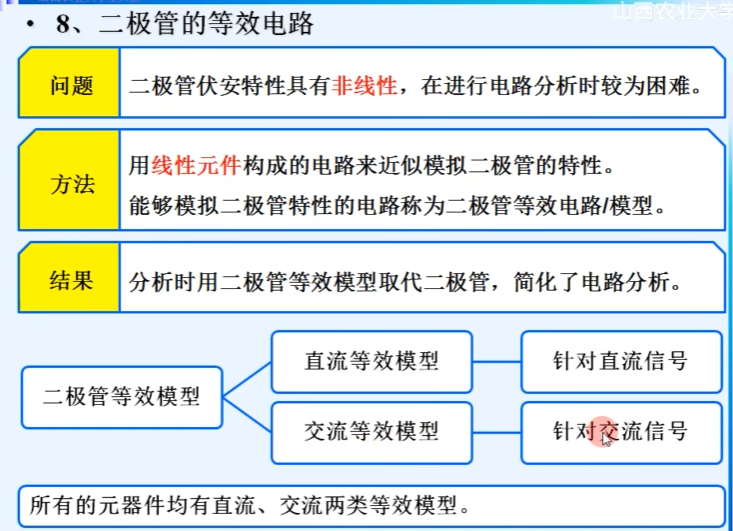 山西农业大学
• 8、二极管的等效电路
问题
二极管伏安特性具有非线性，在进行电路分析时较为困难。
方法
用线性元件构成的电路来近似模拟二极管的特性。
能够模拟二极管特性的电路称为二极管等效电路/模型。
结果
分析时用二极管等效模型取代二极管，简化了电路分析。
二极管等效模型
直流等效模型
针对直流信号
交流等效模型
针对交流信号
所有的元器件均有直流、交流两类等效模型。